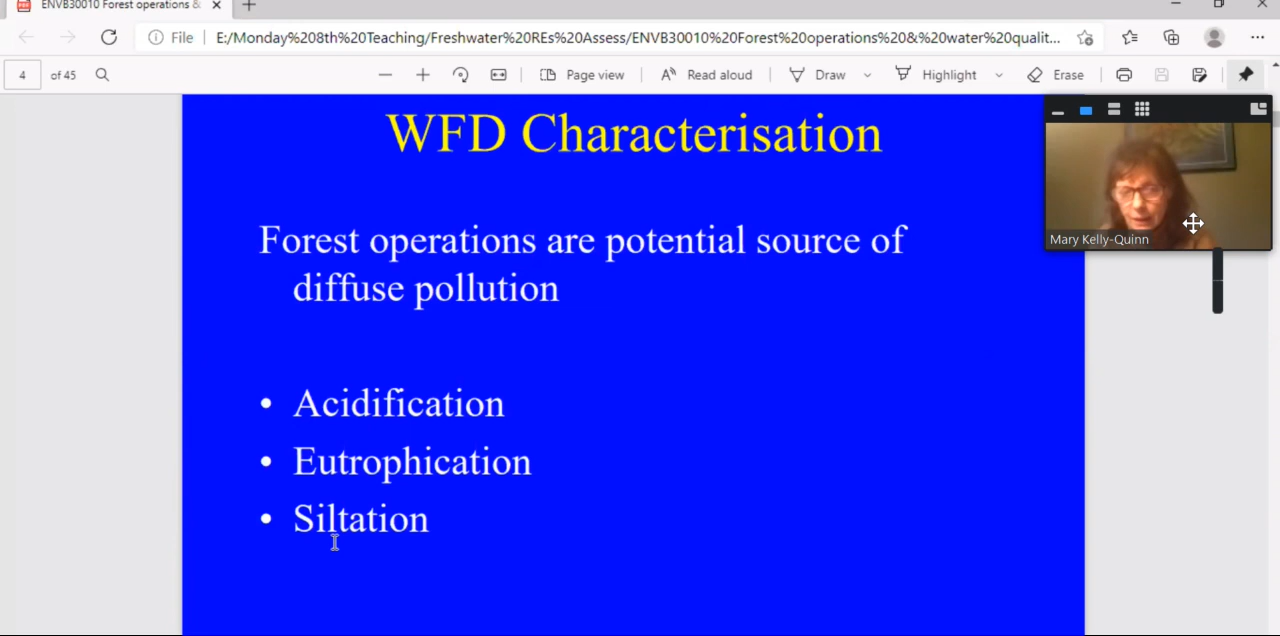 ENVB30010 Forest operations &
File
E:/Monday%208th%20Teaching/Freshwater%20REs%20Assess/ENVB30010%20Forest%20operations%20&%20water%20qualit...
4 of 45
Page view
Read aloud
Draw
Highlight
Erase
WFD Characterisation
Mary Kelly-Quinn
Forest operations are potential source of
diffuse pollution
• Acidification
• Eutrophication
• Siltation